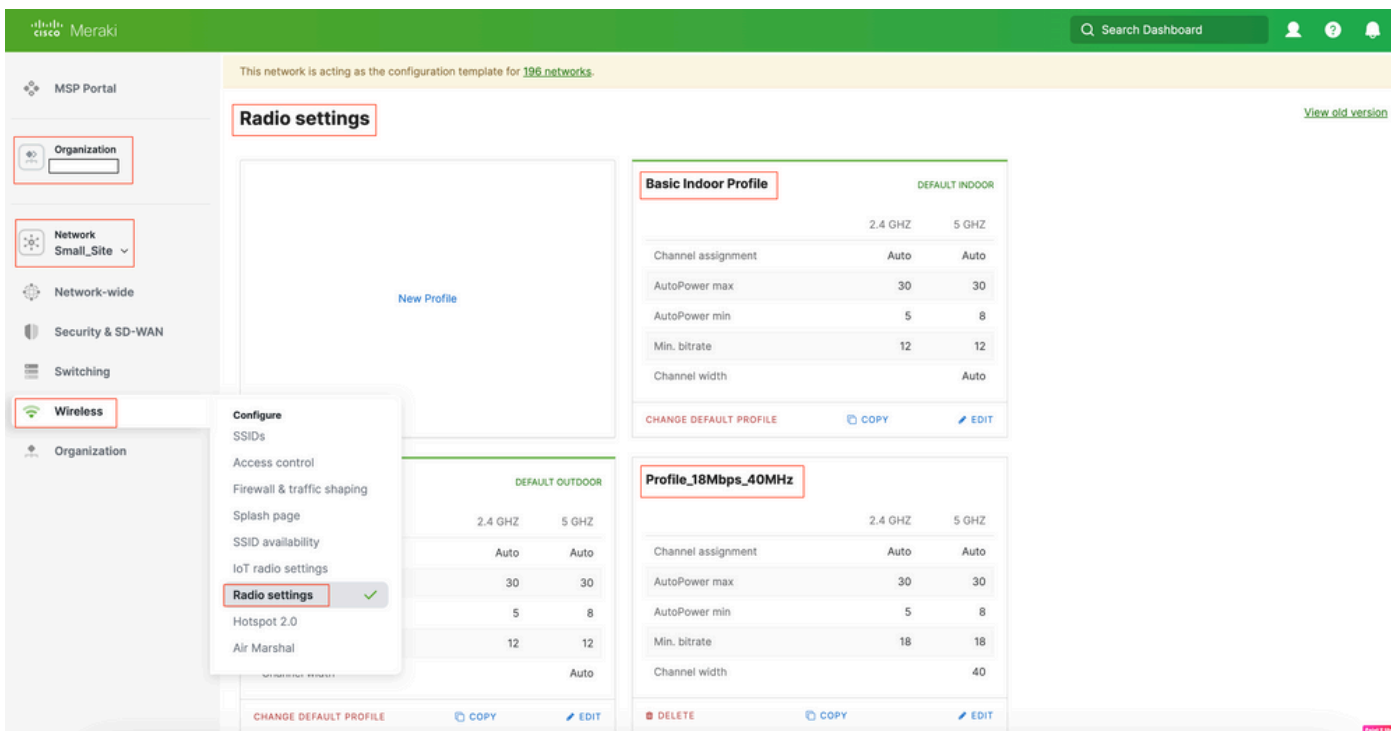 cisco Meraki
Search Dashboard
MSP Portal
Organization
Network
Small_Site
Network-wide
Security & SD-WAN
Switching
Wireless
Organization
Configure
SSIDs
Access control
Firewall & traffic shaping
Splash page
SSID availability
IoT radio settings
Radio settings
Hotspot 2.0
Air Marshal
This network is acting as the configuration template for 196 networks.
Radio settings
View old version
New Profile
Basic Indoor Profile DEFAULT INDOOR
2.4 GHZ 5 GHZ
Channel assignment Auto Auto
AutoPower max 30 30
AutoPower min 5 8
Min. bitrate 12 12
Channel width Auto
CHANGE DEFAULT PROFILE COPY EDIT
DEFAULT OUTDOOR
2.4 GHZ 5 GHZ
Auto Auto
30 30
5 8
12 12
Auto
CHANGE DEFAULT PROFILE COPY EDIT
Profile_18Mbps_40MHz
2.4 GHZ 5 GHZ
Channel assignment Auto Auto
AutoPower max 30 30
AutoPower min 5 8
Min. bitrate 18 18
Channel width 40
DELETE COPY EDIT